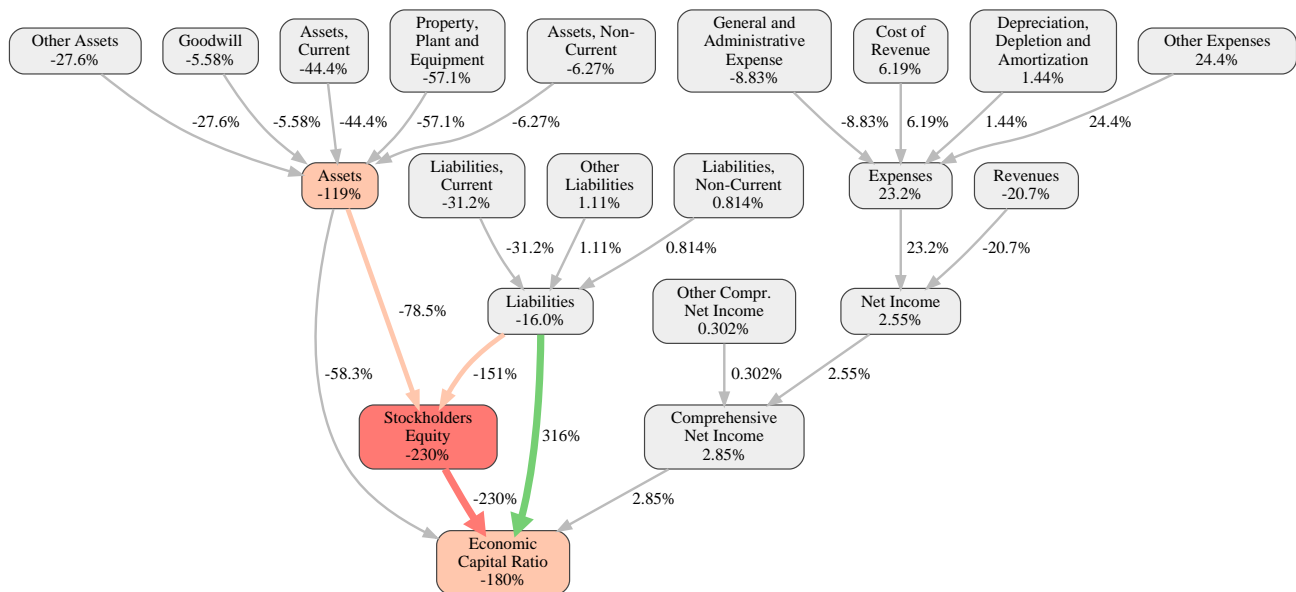 Other Assets
-27.6%
Goodwill
-5.58%
Assets,
Current
-44.4%
Property,
Plant and
Equipment
-57.1%
Assets, Non-
Current
-6.27%
General and
Administrative
Expense
-8.83%
Cost of
Revenue
6.19%
Depreciation,
Depletion and
Amortization
1.44%
Other Expenses
24.4%
-27.6%
-5.58%
-44.4%
-57.1%
-6.27%
-8.83%
6.19%
1.44%
24.4%
Assets
-119%
Liabilities,
Current
-31.2%
Other
Liabilities
1.11%
Liabilities,
Non-Current
0.814%
Expenses
23.2%
Revenues
-20.7%
-31.2%
1.11%
0.814%
23.2%
-20.7%
-78.5%
Liabilities
-16.0%
Other Compr.
Net Income
0.302%
Net Income
2.55%
-58.3%
-151%
0.302%
2.55%
Stockholders
Equity
-230%
316%
Comprehensive
Net Income
2.85%
-230%
2.85%
Economic
Capital Ratio
-180%